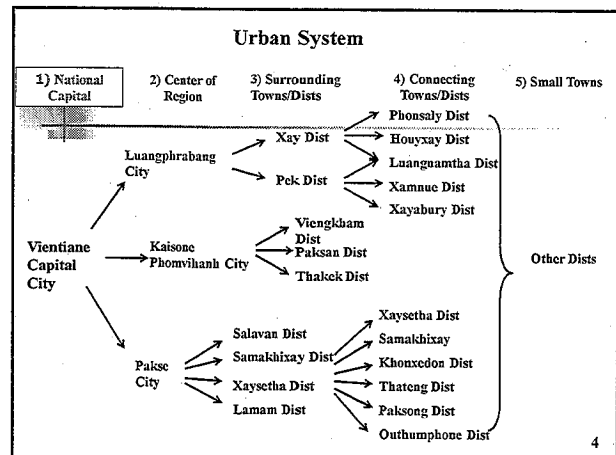 Urban System
1) National
Capital
2) Center of
Region
3) Surrounding
Towns/Dists
4) Connecting
Towns/Dists
5) Small Towns
Vientiane
Capital
City
Luangphrabang
City
Kaisone
Phomvihanh City
Pakse
City
Xay Dist
Pek Dist
Viengkham
Dist
Paksan Dist
Thakek Dist
Salavan Dist
Samakhixay Dist
Xaysetha Dist
Lamam Dist
Phonsaly Dist
Houyxay Dist
Luangnamtha Dist
Xamnue Dist
Xayabury Dist
Xaysetha Dist
Samakhixay
Khonxedon Dist
Thateng Dist
Paksong Dist
Outhumphone Dist
Other Dists
4